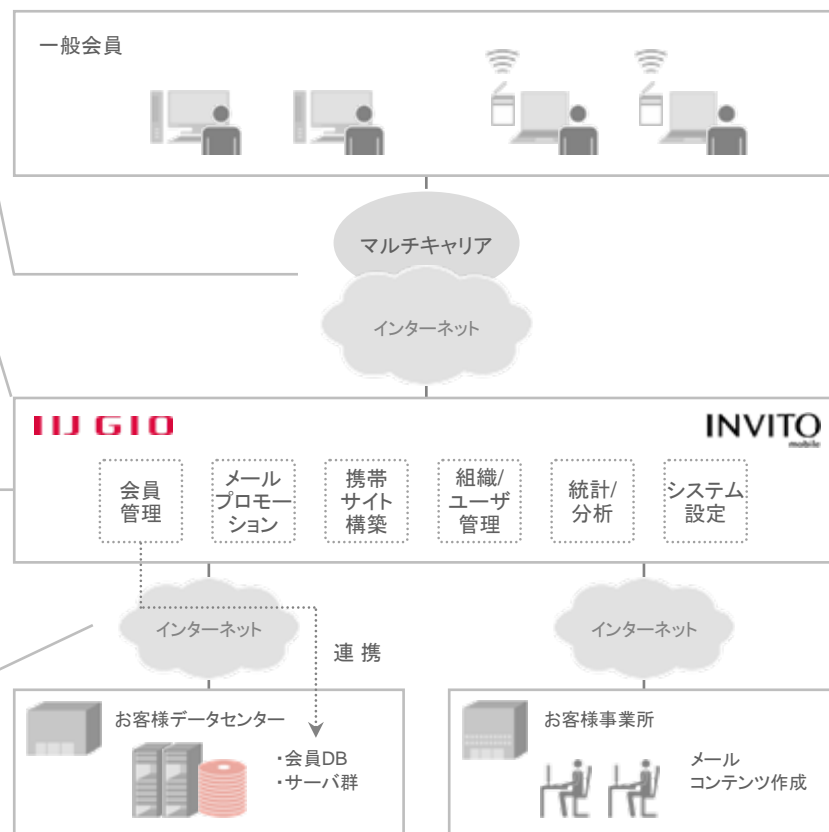 一般会員
マルチキャリア
インターネット
IIJ GIO
INVITO
mobile
会員
管理
メール
プロモー
ション
携帯
サイト
構築
組織/
ユーザ
管理
統計/
分析
システム
設定
インターネット
インターネット
連 携
お客様データセンター
・会員DB
・サーバ群
お客様事業所
メール
コンテンツ作成